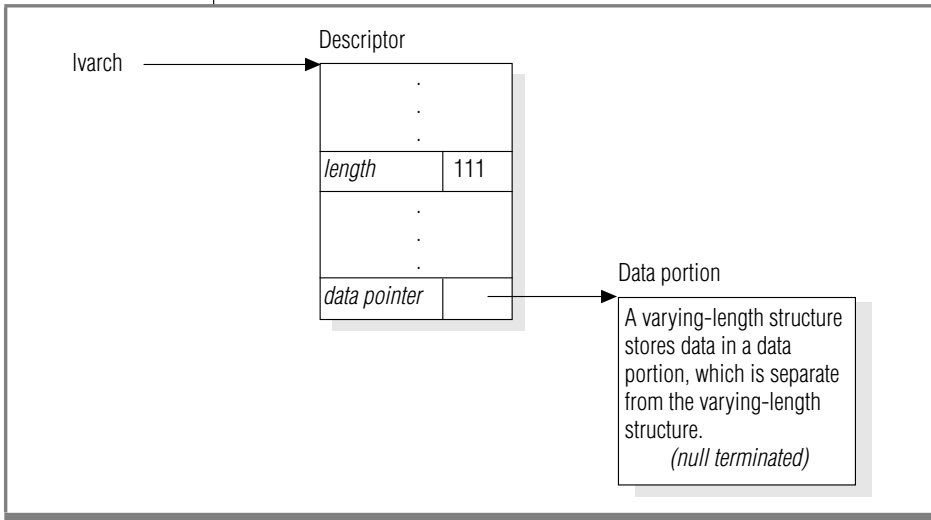 Descriptor
lvarch
.
.
.
length 111
.
.
.
data pointer
Data portion
A varying-length structure
stores data in a data
portion, which is separate
from the varying-length
structure.
(null terminated)